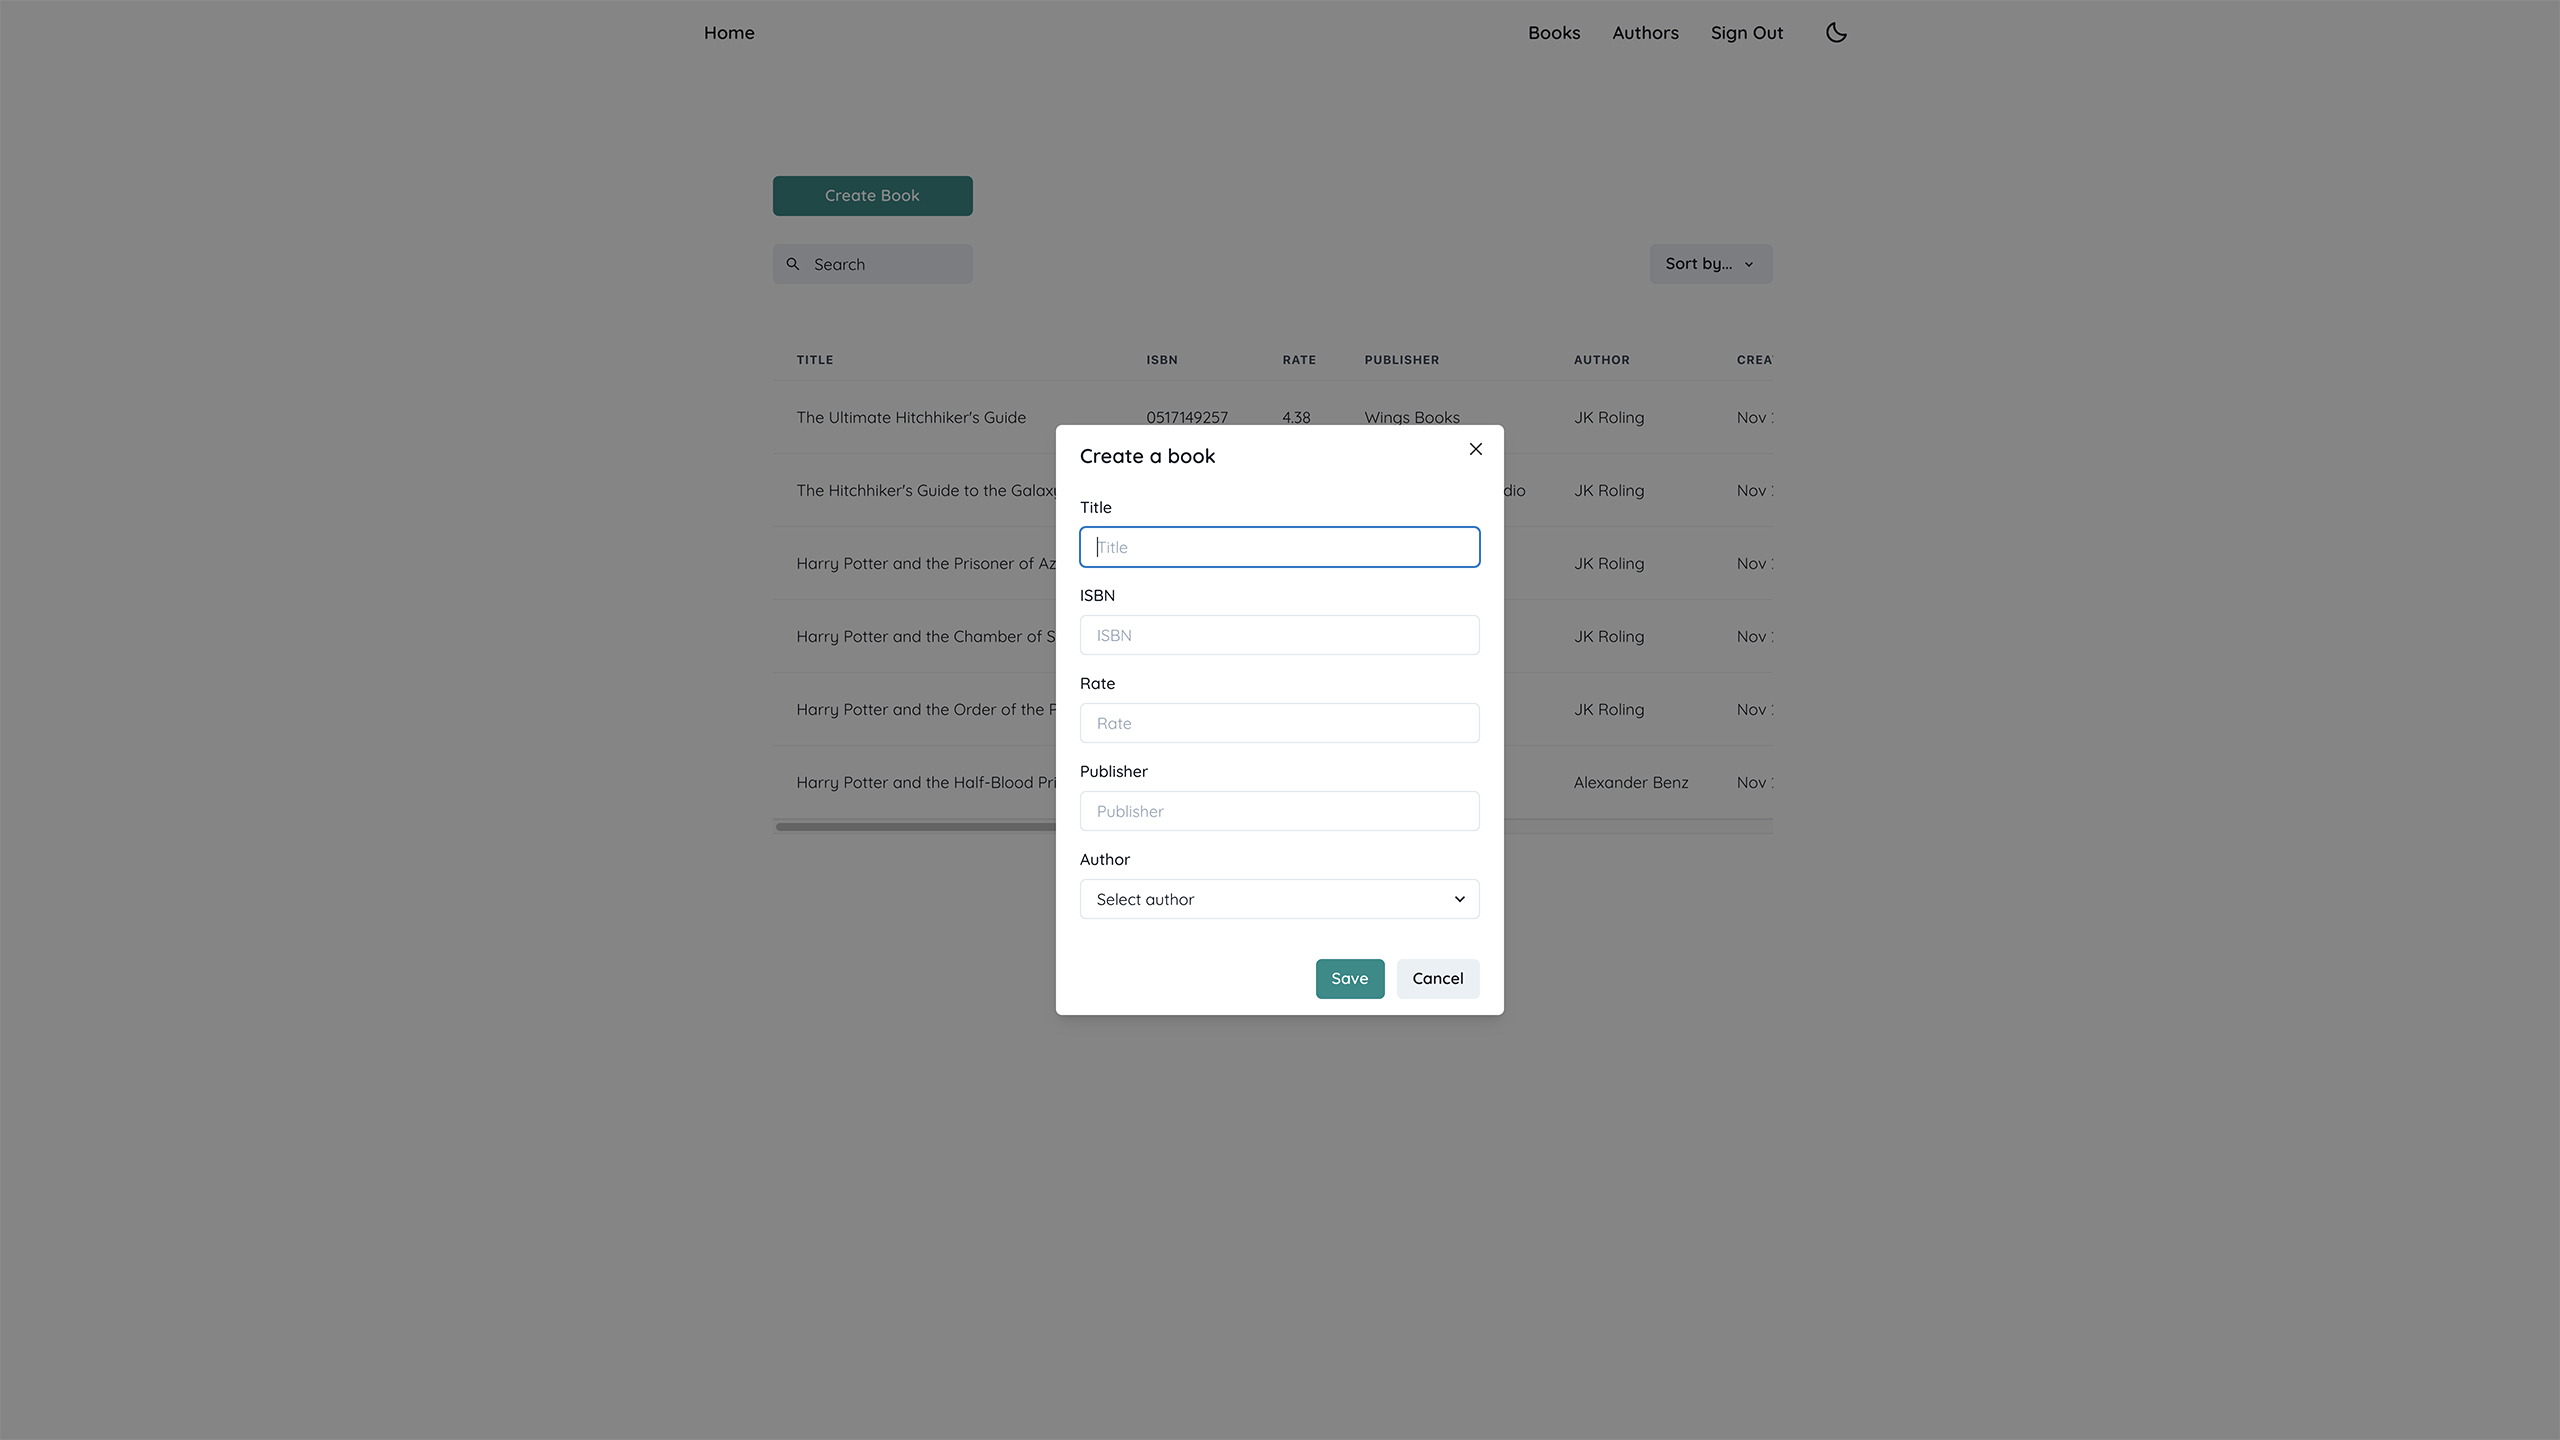 Home Books Authors Sign Out
Create Book
Search Sort by...
TITLE ISBN RATE PUBLISHER AUTHOR CREA
The Ultimate Hitchhiker's Guide 0517149257 4.38 Wings Books JK Roling Nov
Create a book
The Hitchhiker's Guide to the Galaxy dio JK Roling Nov
Title
Title
Harry Potter and the Prisoner of Az JK Roling Nov
ISBN
ISBN
Harry Potter and the Chamber of S JK Roling Nov
Rate
Harry Potter and the Order of the P JK Roling Nov
Rate
Publisher
Harry Potter and the Half-Blood Pri Alexander Benz Nov
Publisher
Author
Select author
Save Cancel